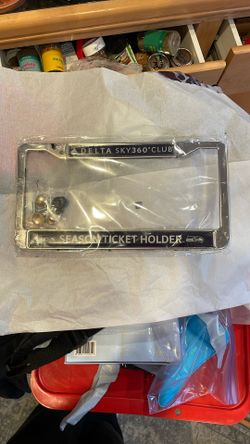 DELTA SKY360°CLUB
SEASON TICKET HOLDER